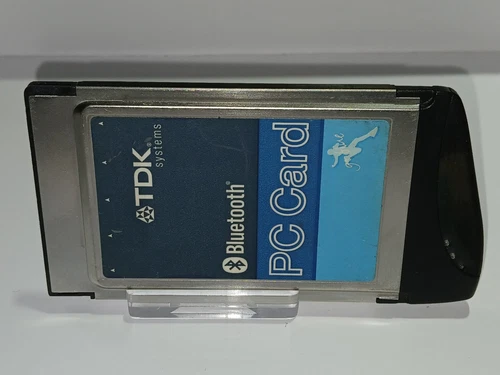 TDK
systems
Bluetooth®
PC Card